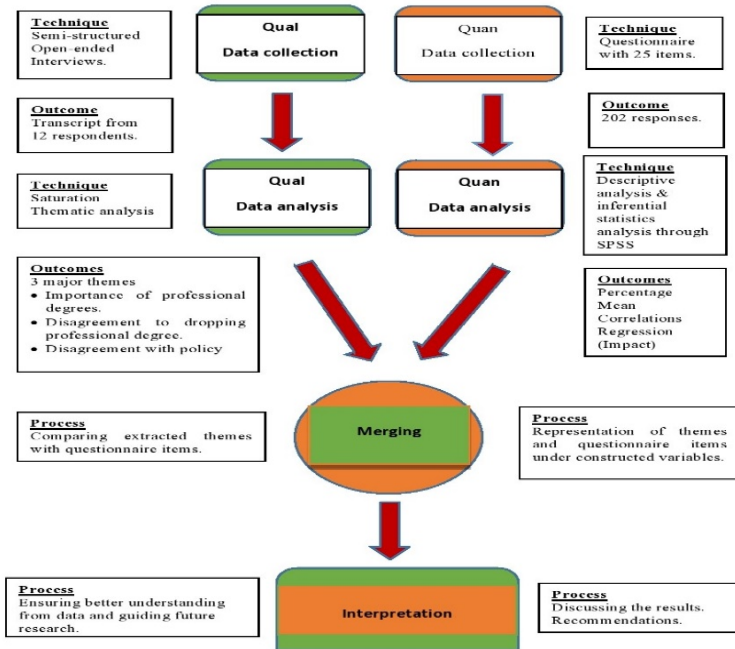 Technique
Semi-structured
Open-ended
Interviews.
Qual
Data collection
Quan
Data collection
Technique
Questionnaire
with 25 items.
Outcome
Transcript from
12 respondents.
Outcome
202 responses.
Technique
Saturation
Thematic analysis
Qual
Data analysis
Quan
Data analysis
Technique
Descriptive
analysis &
inferential
statistics
analysis through
SPSS
Outcomes
3 major themes
• Importance of professional
degrees.
• Disagreement to dropping
professional degree.
• Disagreement with policy
Outcomes
Percentage
Mean
Correlations
Regression
(Impact)
Process
Comparing extracted themes
with questionnaire items.
Merging
Process
Representation of themes
and questionnaire items
under constructed variables.
Process
Ensuring better understanding
from data and guiding future
research.
Interpretation
Process
Discussing the results.
Recommendations.